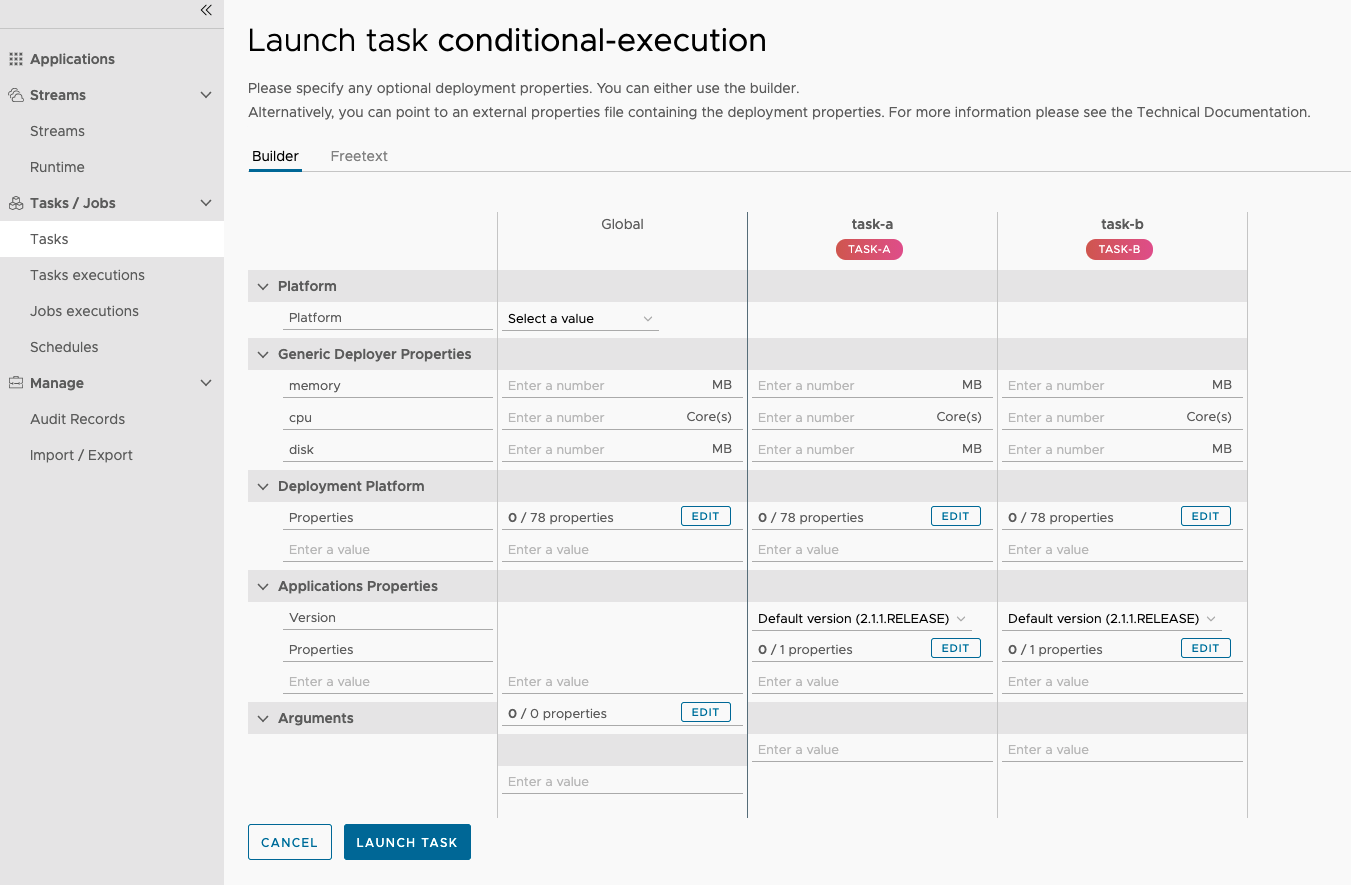 Applications
Streams
Streams
Runtime
Tasks / Jobs
Tasks
Tasks executions
Jobs executions
Schedules
Manage
Audit Records
Import / Export
Launch task conditional-execution
Please specify any optional deployment properties. You can either use the builder.
Alternatively, you can point to an external properties file containing the deployment properties. For more information please see the Technical Documentation.
Builder Freetext
Global task-a task-b
TASK-A TASK-B
Platform
Platform Select a value
Generic Deployer Properties
memory Enter a number MB Enter a number MB Enter a number MB
cpu Enter a number Core(s) Enter a number Core(s) Enter a number Core(s)
disk Enter a number MB Enter a number MB Enter a number MB
Deployment Platform
Properties 0 / 78 properties EDIT 0 / 78 properties EDIT 0 / 78 properties EDIT
Enter a value Enter a value Enter a value Enter a value
Applications Properties
Version Default version (2.1.1.RELEASE) Default version (2.1.1.RELEASE)
Properties 0 / 1 properties EDIT 0 / 1 properties EDIT
Enter a value Enter a value Enter a value Enter a value
Arguments 0 / 0 properties EDIT
Enter a value Enter a value
Enter a value
CANCEL LAUNCH TASK